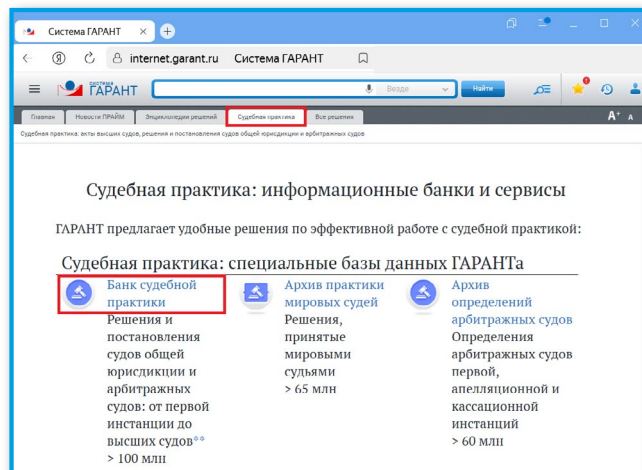 Система ГАРАНТ
internet.garant.ru Система ГАРАНТ
система
ГАРАНТ
Везде
Найти
Главная Новости ПРАЙМ Энциклопедии решений Судебная практика Все решения
А+ А
Судебная практика: акты высших судов, решения и постановления судов общей юрисдикции и арбитражных судов
Судебная практика: информационные банки и сервисы
ГАРАНТ предлагает удобные решения по эффективной работе с судебной практикой:
Судебная практика: специальные базы данных ГАРАНТа
Банк судебной
практики
Решения и
постановления
судов общей
юрисдикции и
арбитражных
судов: от первой
инстанции до
высших судов**
> 100 млн
Архив практики
мировых судей
Решения,
принятые
мировыми
судьями
> 65 млн
Архив
определений
арбитражных судов
Определения
арбитражных судов
первой,
апелляционной и
кассационной
инстанций
> 60 млн